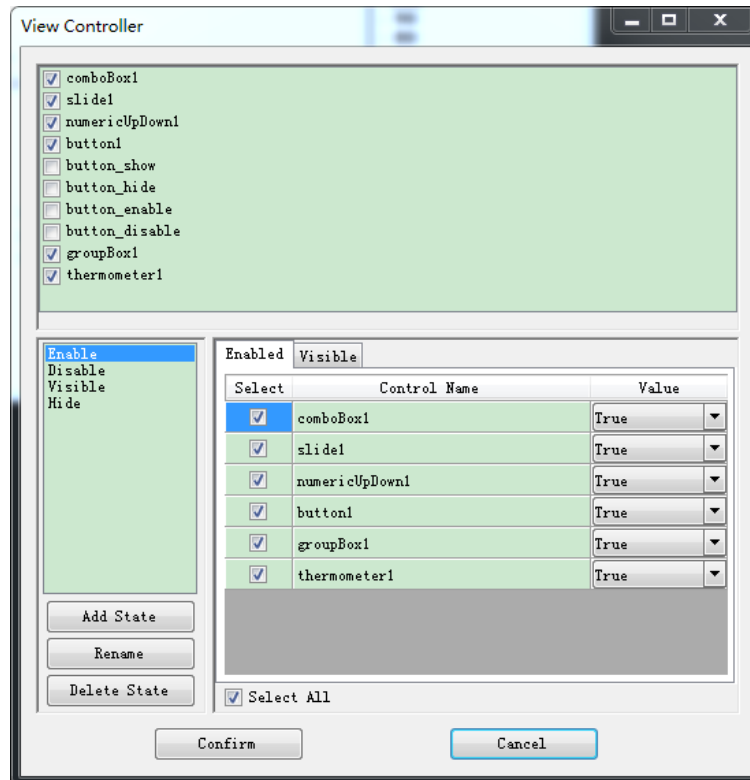 View Controller
comboBox1
slide1
numericUpDown1
button1
button_show
button_hide
button_enable
button_disable
groupBox1
thermometer1
Enable
Disable
Visible
Hide
Add State
Rename
Delete State
Enabled Visible
Select Control Name Value
comboBox1 True
slide1 True
numericUpDown1 True
button1 True
groupBox1 True
thermometer1 True
Select All
Confirm Cancel